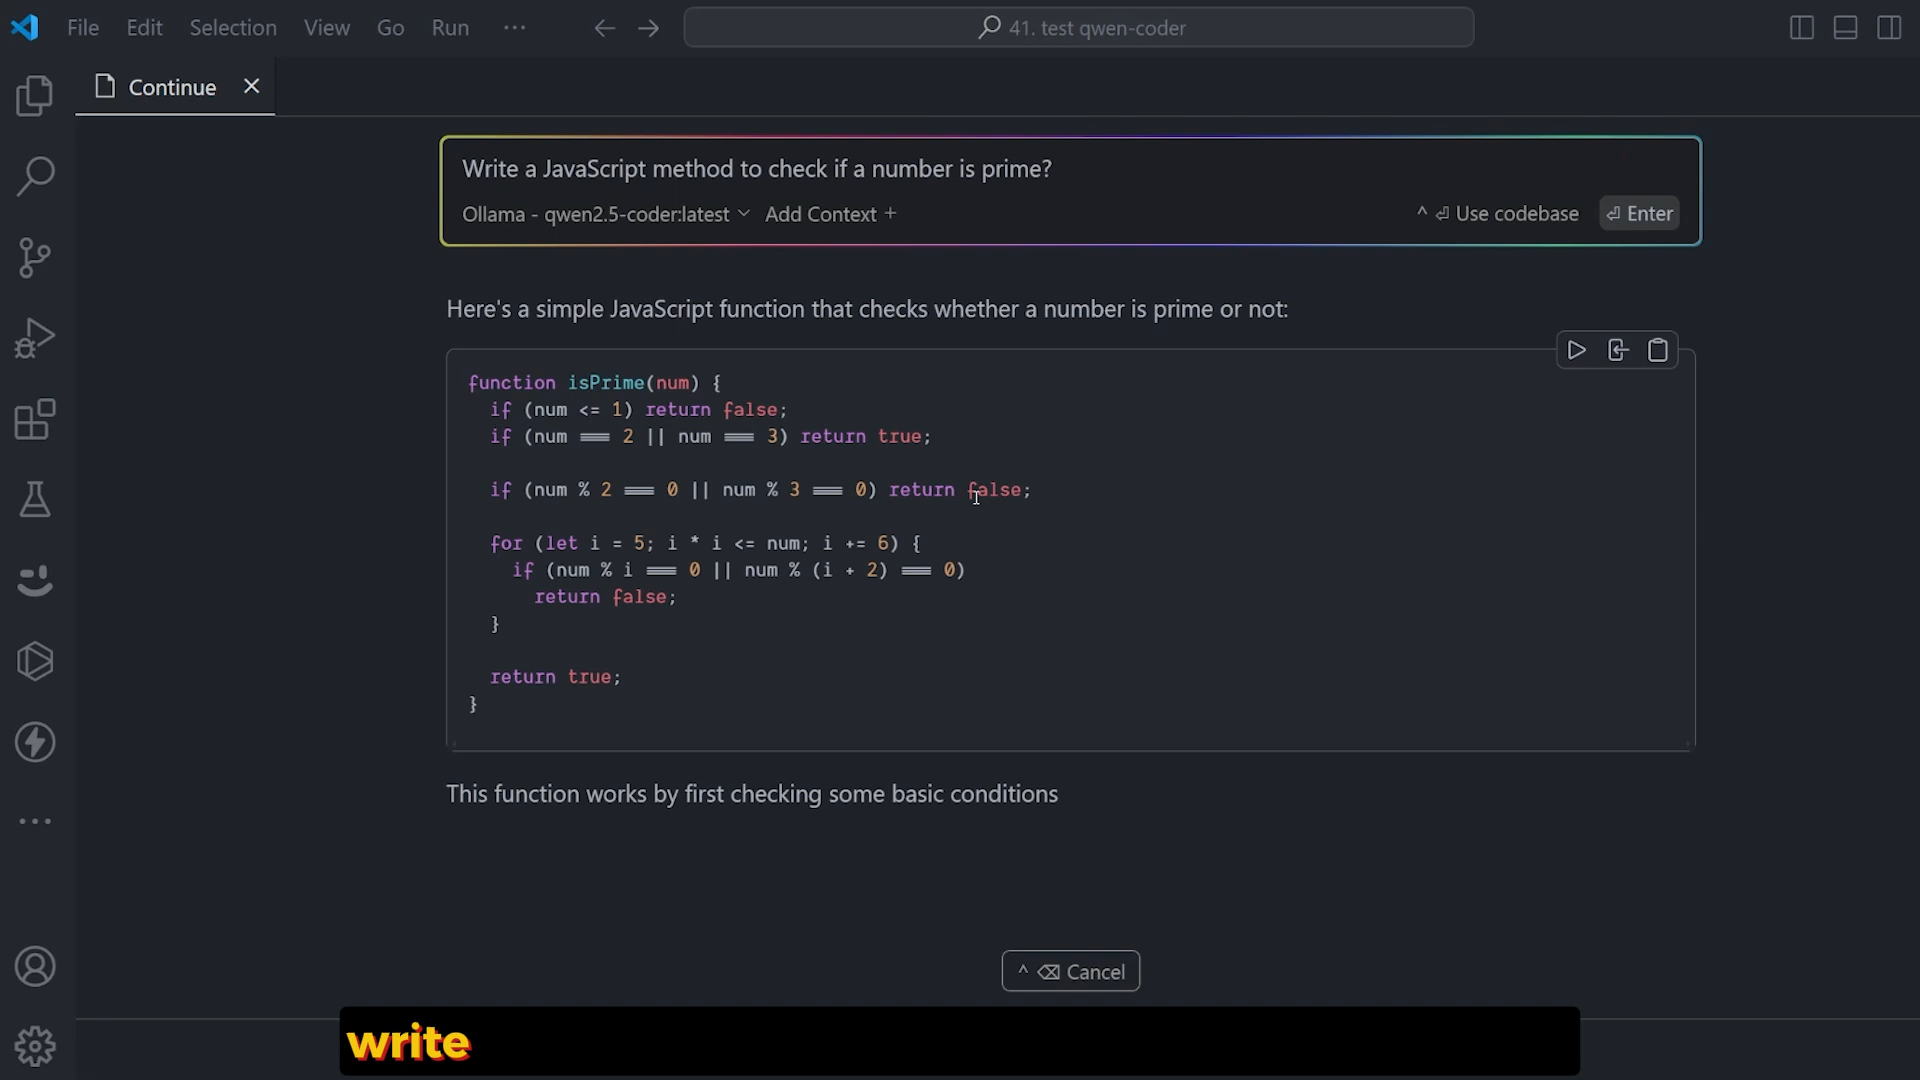 File Edit Selection View Go Run ··· ← → 41. test qwen-coder
Continue ×
Write a JavaScript method to check if a number is prime?
Ollama - qwen2.5-coder:latest Add Context + ^ ⏎ Use codebase ⏎ Enter
Here's a simple JavaScript function that checks whether a number is prime or not:
function isPrime(num) {
  if (num <= 1) return false;
  if (num === 2 || num === 3) return true;
  if (num % 2 === 0 || num % 3 === 0) return false;
  for (let i = 5; i * i <= num; i += 6) {
    if (num % i === 0 || num % (i + 2) === 0)
      return false;
  }
  return true;
}
This function works by first checking some basic conditions
^ ⌫ Cancel
write